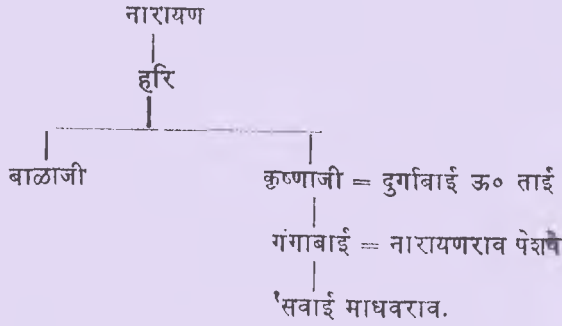 नारायण
हरि
बाळाजी कृष्णाजी = दुर्गाबाई ऊ० ताई
गंगाबाई = नारायणराव पेशवे
'सवाई माधवराव.